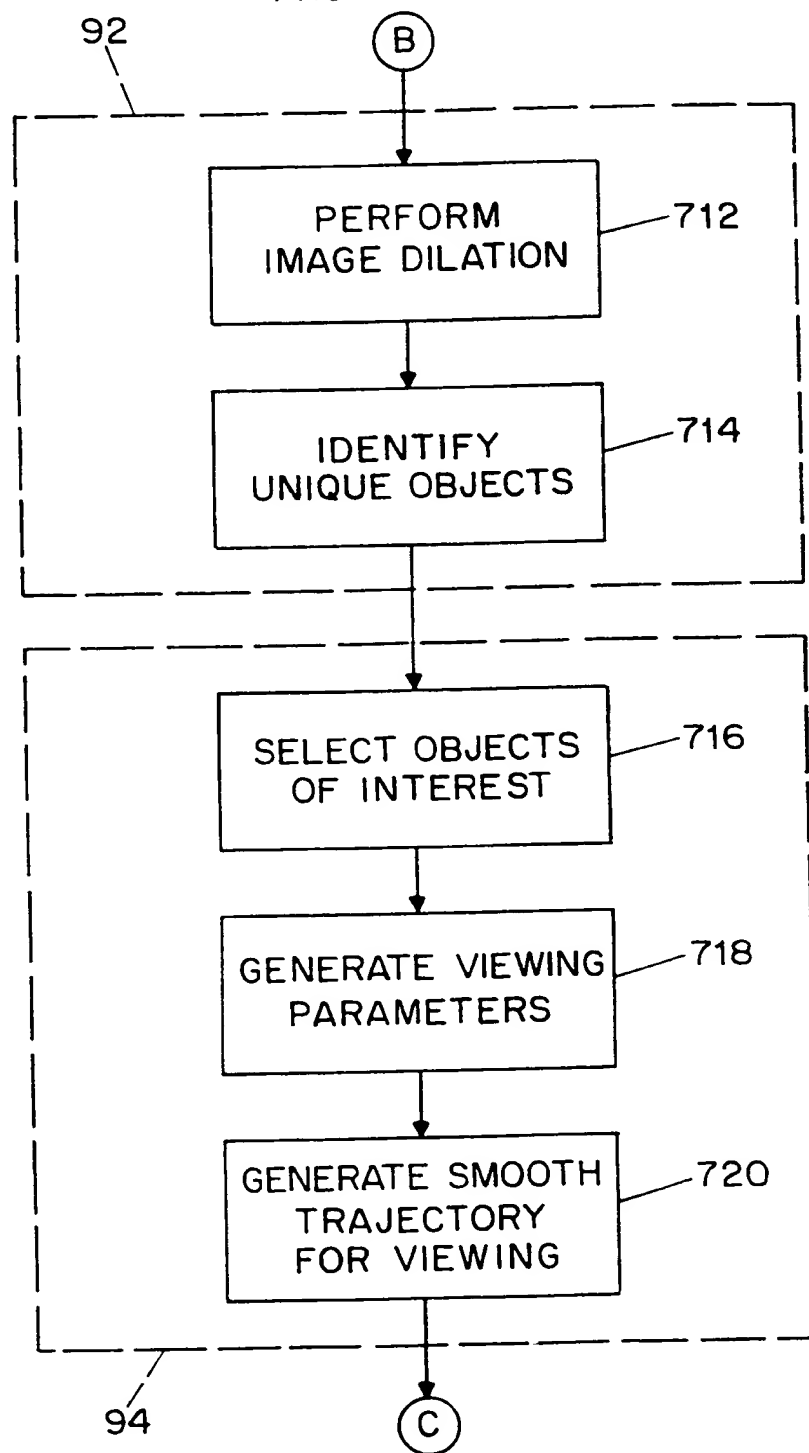 92
B
PERFORM
IMAGE DILATION
712
IDENTIFY
UNIQUE OBJECTS
714
SELECT OBJECTS
OF INTEREST
716
GENERATE VIEWING
PARAMETERS
718
GENERATE SMOOTH
TRAJECTORY
FOR VIEWING
720
94
C